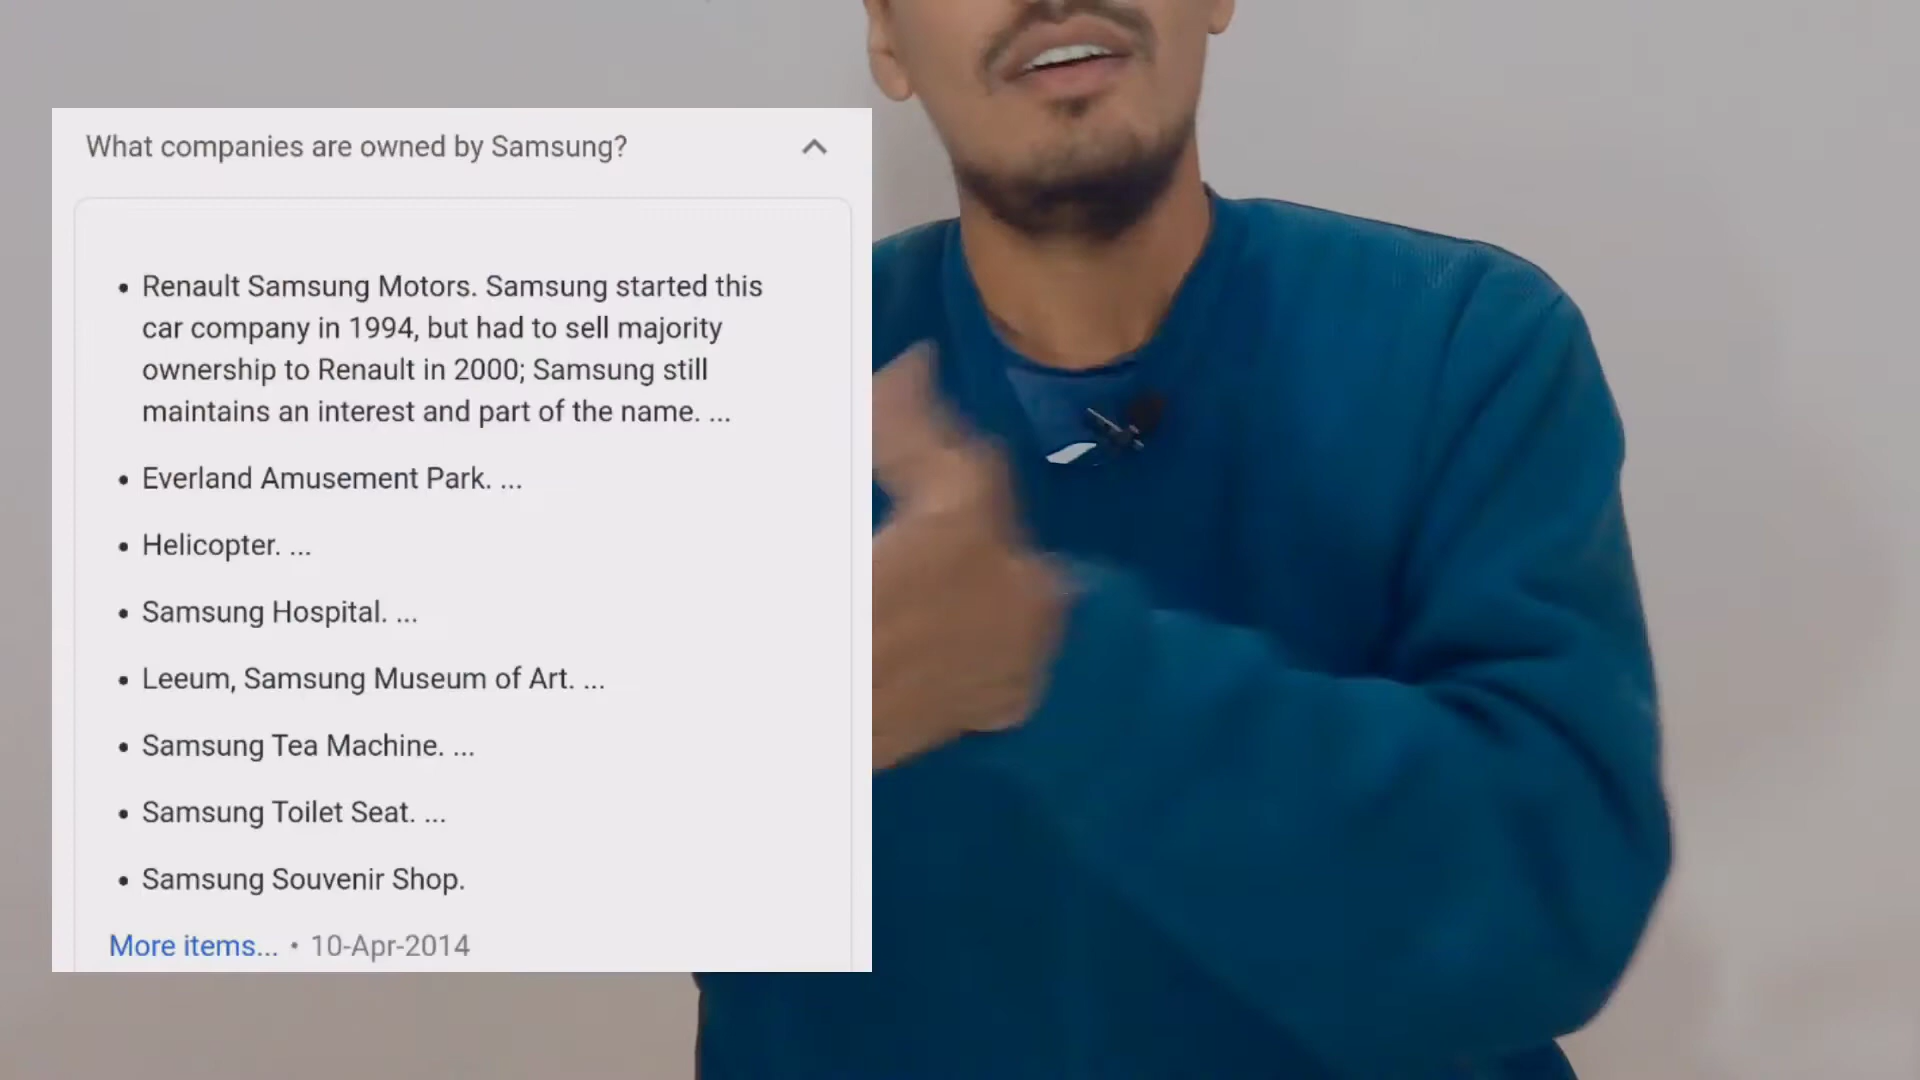 What companies are owned by Samsung?
• Renault Samsung Motors. Samsung started this
car company in 1994, but had to sell majority
ownership to Renault in 2000; Samsung still
maintains an interest and part of the name. ...
• Everland Amusement Park. ...
• Helicopter. ...
• Samsung Hospital. ...
• Leeum, Samsung Museum of Art. ...
• Samsung Tea Machine. ...
• Samsung Toilet Seat. ...
• Samsung Souvenir Shop.
More items... • 10-Apr-2014